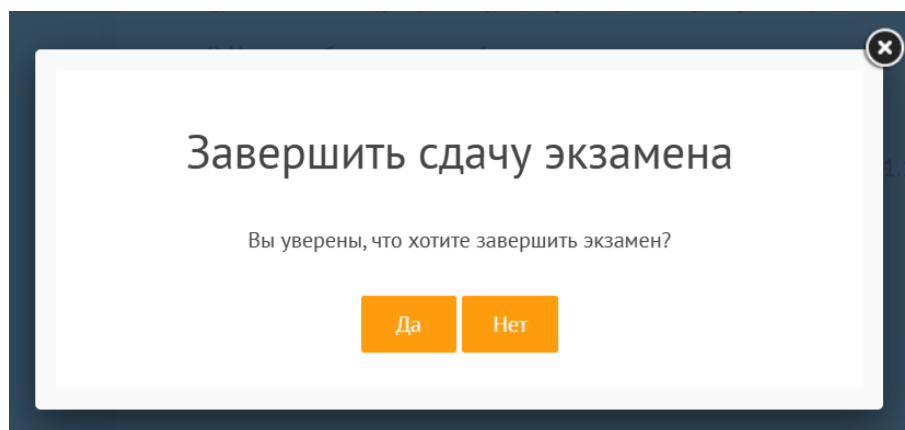 Завершить сдачу экзамена
Вы уверены, что хотите завершить экзамен?
Да
Нет